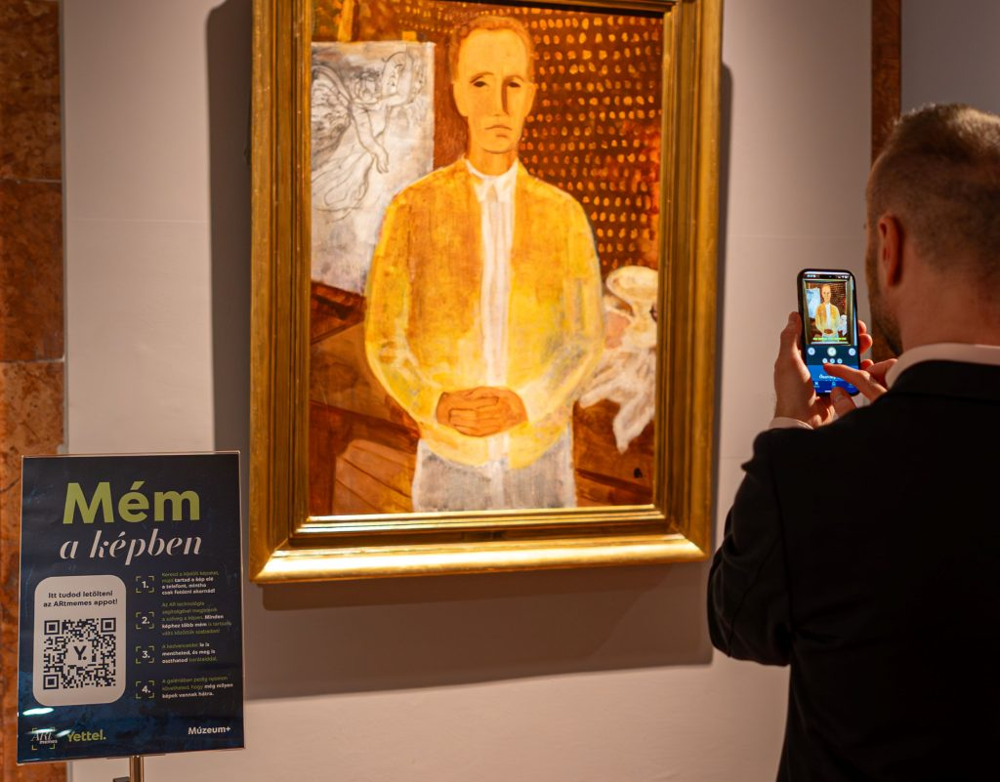 Mém
a képben
Itt tudod letölteni
az ARtmemes appot!
Y.
1.
Keresd a kijelölt képeket,
majd tartsd a kép elé
a telefont, mintha
csak fotózni akarnád!
2.
Az AR technológia
segítségével megjelenik
a szöveg a képen. Minden
képhez több mém is tartozik,
válts közöttük szabadon!
3.
A kedvenceidet le is
mentheted, és meg is
oszthatod barátaiddal.
4.
A galériában pedig nyomon
követheted, hogy még milyen
képek vannak hátra.
ARt
memes
Yettel.
Múzeum+